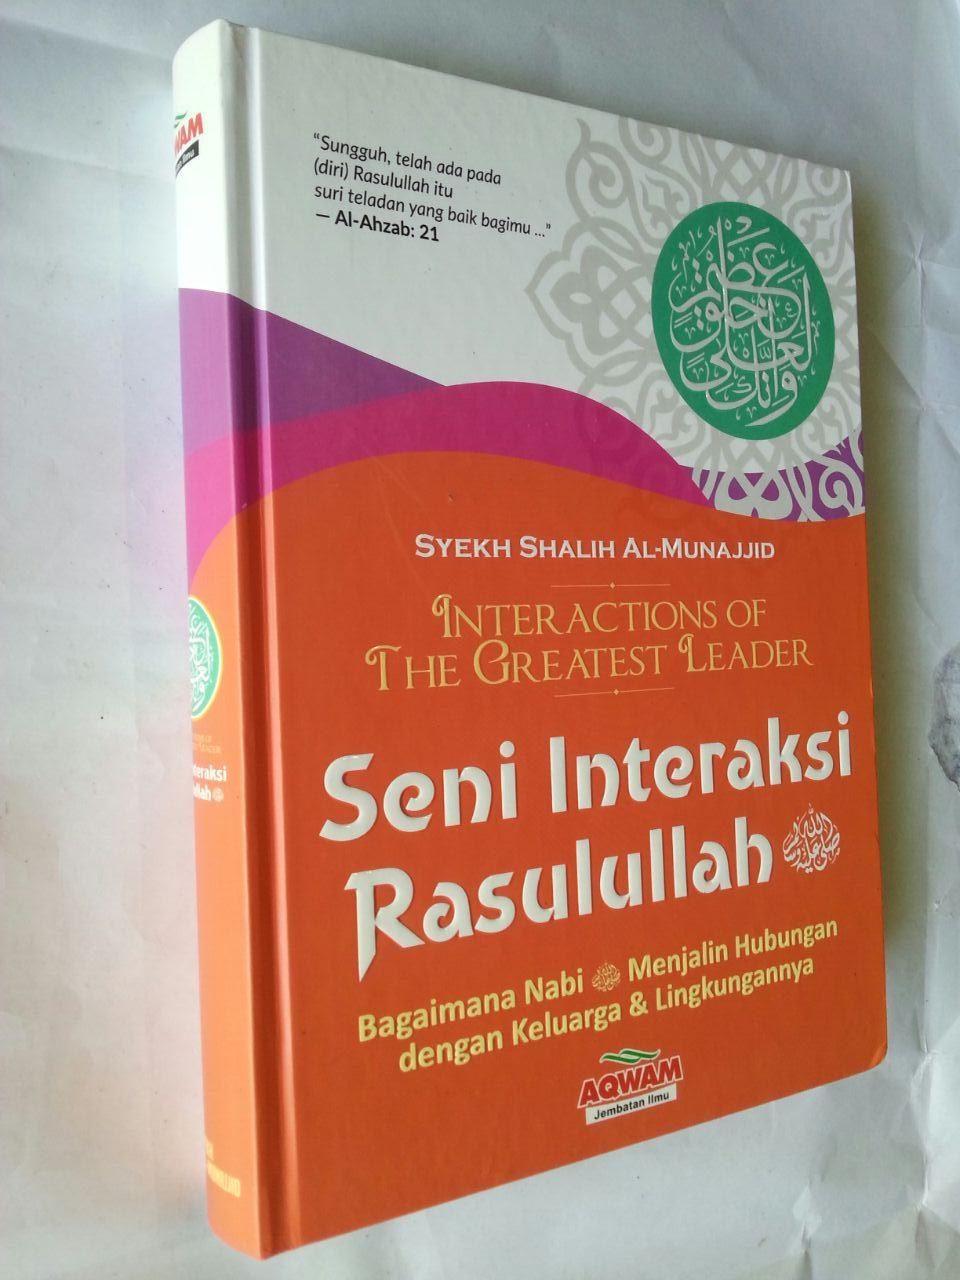 “Sungguh, telah ada pada
(diri) Rasulullah itu
suri teladan yang baik bagimu ...”
— Al-Ahzab: 21
وإنك لعلى خلق عظيم
SYEKH SHALIH AL-MUNAJJID
INTERACTIONS OF
THE GREATEST LEADER
Seni Interaksi
Rasulullah ﷺ
Bagaimana Nabi ﷺ Menjalin Hubungan
dengan Keluarga & Lingkungannya
AQWAM
Jembatan Ilmu